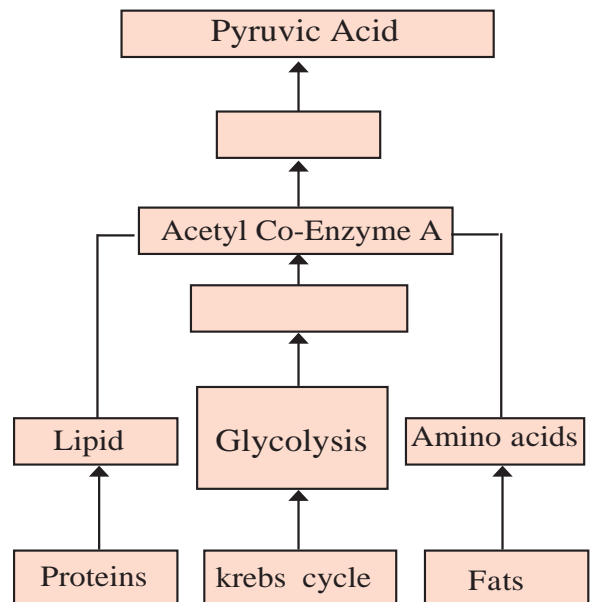 Pyruvic Acid
Acetyl Co-Enzyme A
Lipid
Glycolysis
Amino acids
Proteins
krebs cycle
Fats